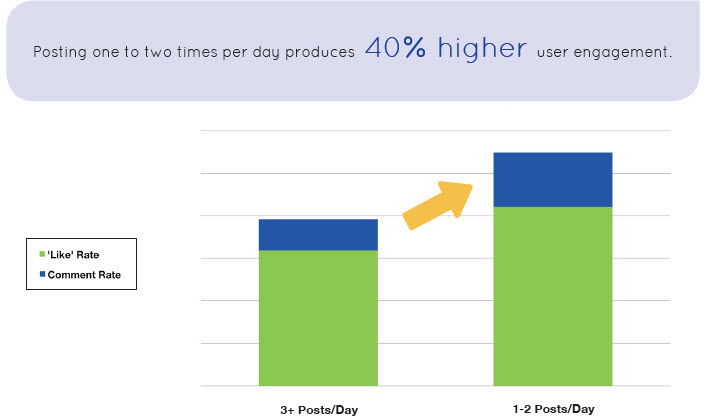 Posting one to two times per day produces 40% higher user engagement.
'Like' Rate
Comment Rate
3+ Posts/Day
1-2 Posts/Day